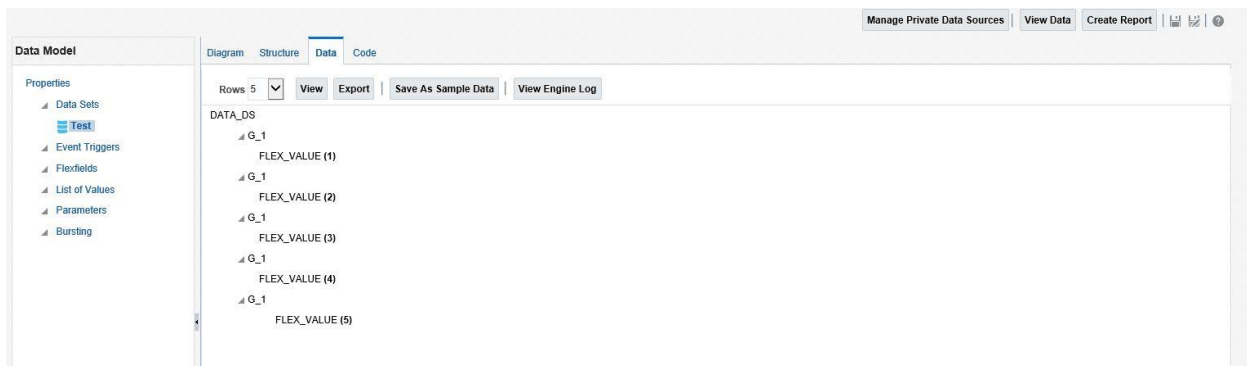 Manage Private Data Sources View Data Create Report
Data Model
Diagram Structure Data Code
Properties
Data Sets
Test
Event Triggers
Flexfields
List of Values
Parameters
Bursting
Rows 5 View Export Save As Sample Data View Engine Log
DATA_DS
G_1
FLEX_VALUE (1)
G_1
FLEX_VALUE (2)
G_1
FLEX_VALUE (3)
G_1
FLEX_VALUE (4)
G_1
FLEX_VALUE (5)